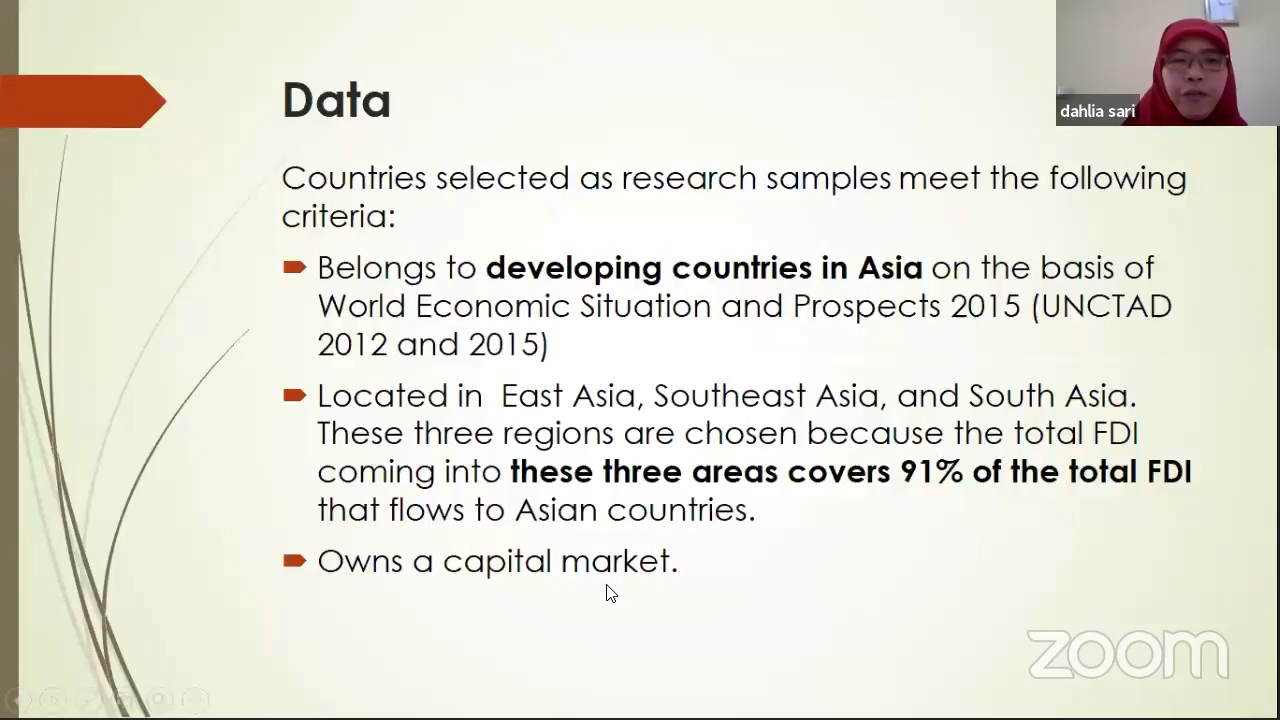 Data
dahlia sari
Countries selected as research samples meet the following
criteria:
Belongs to developing countries in Asia on the basis of
World Economic Situation and Prospects 2015 (UNCTAD
2012 and 2015)
Located in East Asia, Southeast Asia, and South Asia.
These three regions are chosen because the total FDI
coming into these three areas covers 91% of the total FDI
that flows to Asian countries.
Owns a capital market.
zoom